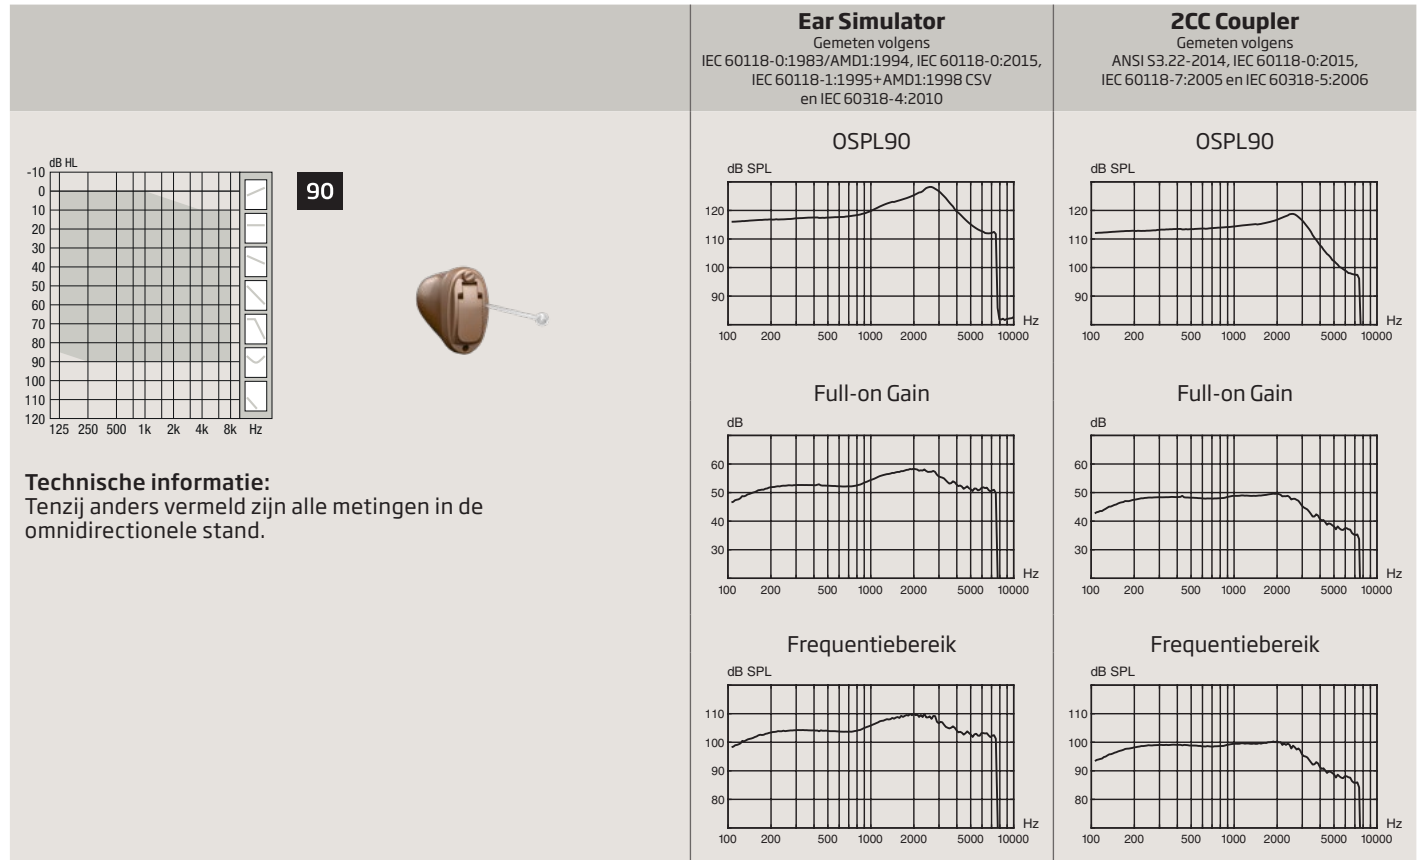 Ear Simulator
Gemeten volgens
IEC 60118-0:1983/AMD1:1994, IEC 60118-0:2015,
IEC 60118-1:1995+AMD1:1998 CSV
en IEC 60318-4:2010
2CC Coupler
Gemeten volgens
ANSI S3.22-2014, IEC 60118-0:2015,
IEC 60118-7:2005 en IEC 60318-5:2006
dB HL
-10
0
10
20
30
40
50
60
70
80
90
100
110
120
125 250 500 1k 2k 4k 8k Hz
90
Technische informatie:
Tenzij anders vermeld zijn alle metingen in de
omnidirectionele stand.
OSPL90
dB SPL
120
110
100
90
Hz
100 200 500 1000 2000 5000 10000
Full-on Gain
dB
60
50
40
30
Hz
100 200 500 1000 2000 5000 10000
Frequentiebereik
dB SPL
110
100
90
80
Hz
100 200 500 1000 2000 5000 10000
OSPL90
dB SPL
120
110
100
90
Hz
100 200 500 1000 2000 5000 10000
Full-on Gain
dB
60
50
40
30
Hz
100 200 500 1000 2000 5000 10000
Frequentiebereik
dB SPL
110
100
90
80
Hz
100 200 500 1000 2000 5000 10000